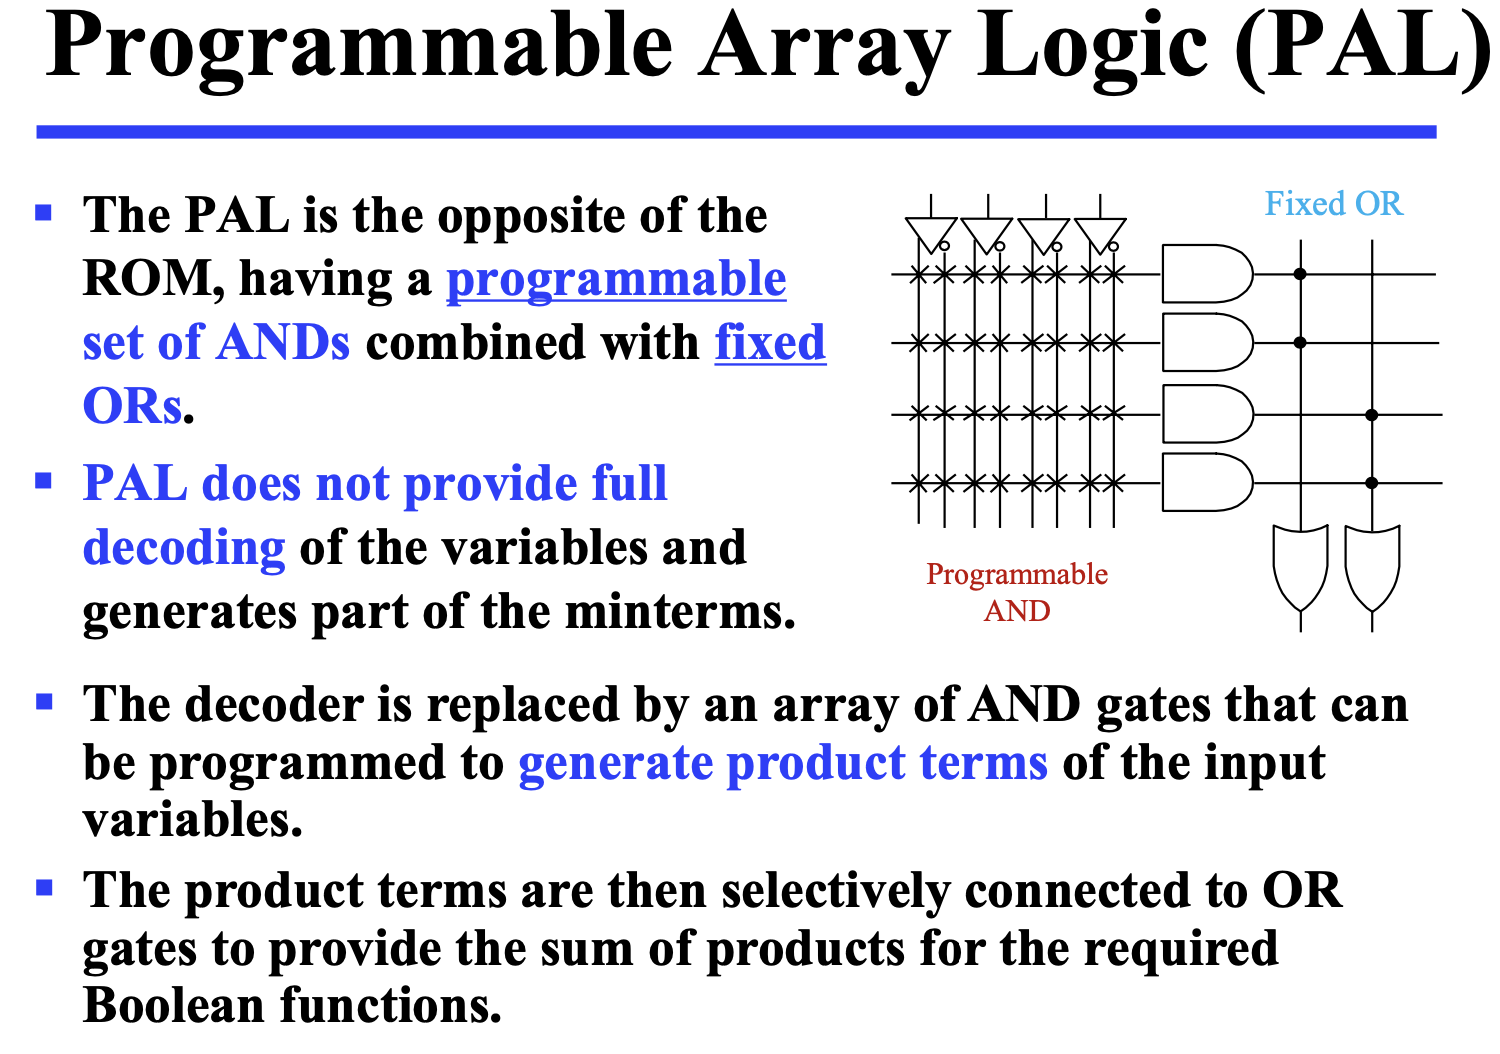 Programmable Array Logic (PAL)
▪ The PAL is the opposite of the
ROM, having a programmable
set of ANDs combined with fixed
ORs.
▪ PAL does not provide full
decoding of the variables and
generates part of the minterms.
Fixed OR
Programmable
AND
▪ The decoder is replaced by an array of AND gates that can
be programmed to generate product terms of the input
variables.
▪ The product terms are then selectively connected to OR
gates to provide the sum of products for the required
Boolean functions.